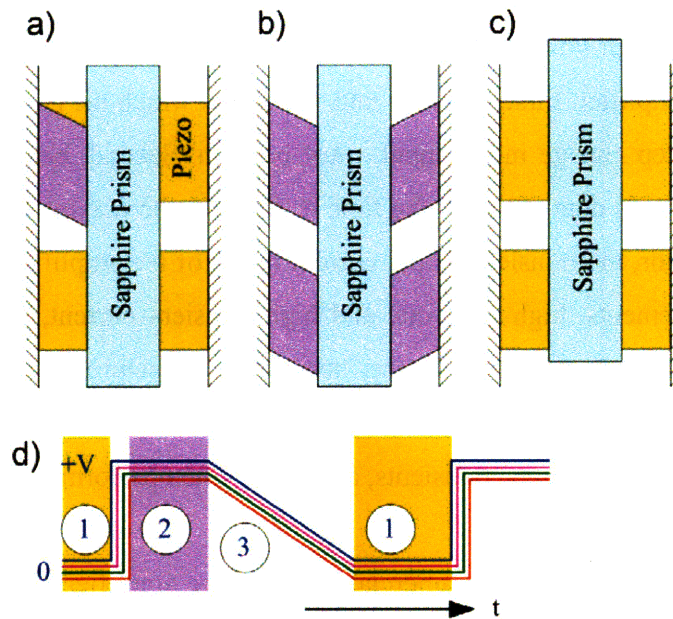 a)
b)
c)
Sapphire Prism
Piezo
Sapphire Prism
Sapphire Prism
d)
+V
0
1
2
3
1
t